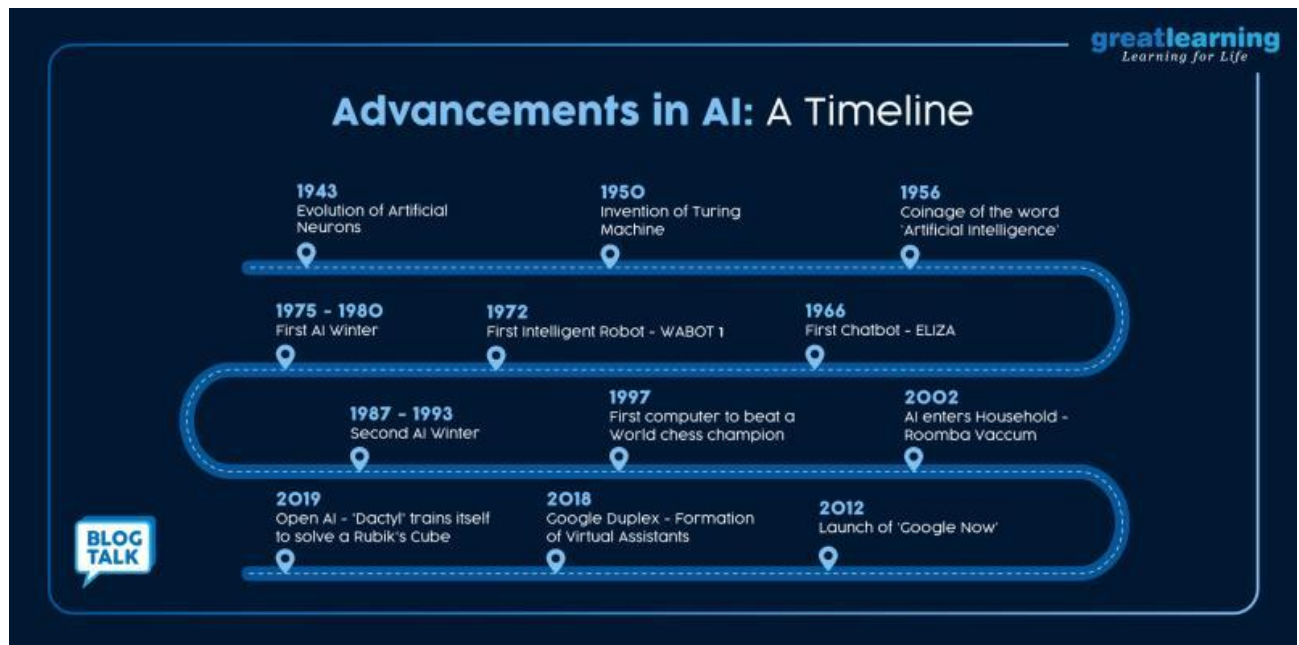 greatlearning
Learning for Life
Advancements in AI: A Timeline
1943
Evolution of Artificial
Neurons
1950
Invention of Turing
Machine
1956
Coinage of the word
'Artificial Intelligence'
1966
First Chatbot - ELIZA
1972
First Intelligent Robot - WABOT 1
1975 - 1980
First AI Winter
1987 - 1993
Second AI Winter
1997
First computer to beat a
World chess champion
2002
AI enters Household -
Roomba Vaccum
2012
Launch of 'Google Now'
2018
Google Duplex - Formation
of Virtual Assistants
2019
Open AI - 'Dactyl' trains itself
to solve a Rubik's Cube
BLOG
TALK